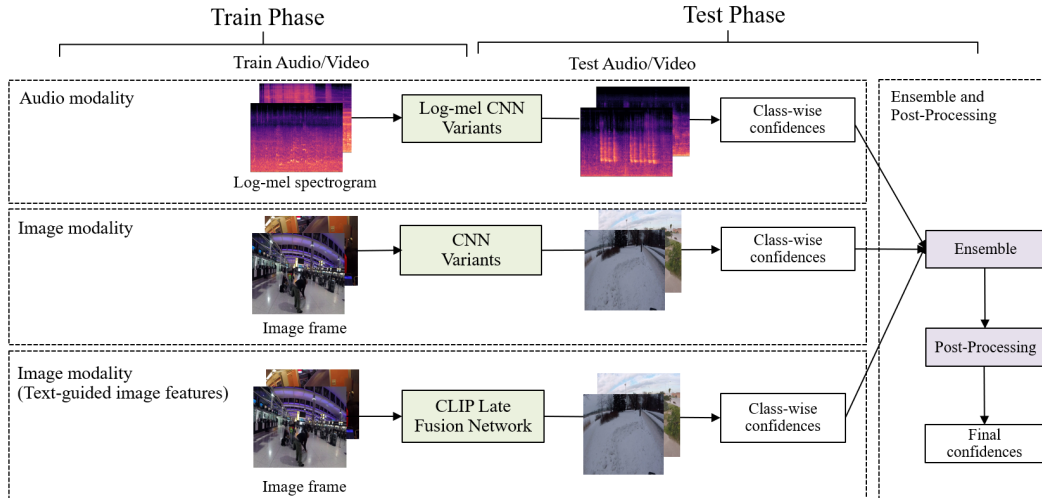 Train Phase
Test Phase
Train Audio/Video
Test Audio/Video
Audio modality
Log-mel CNN
Variants
Class-wise
confidences
Log-mel spectrogram
Ensemble and
Post-Processing
Image modality
CNN
Variants
Class-wise
confidences
Image frame
Ensemble
Post-Processing
Final
confidences
Image modality
(Text-guided image features)
CLIP Late
Fusion Network
Class-wise
confidences
Image frame